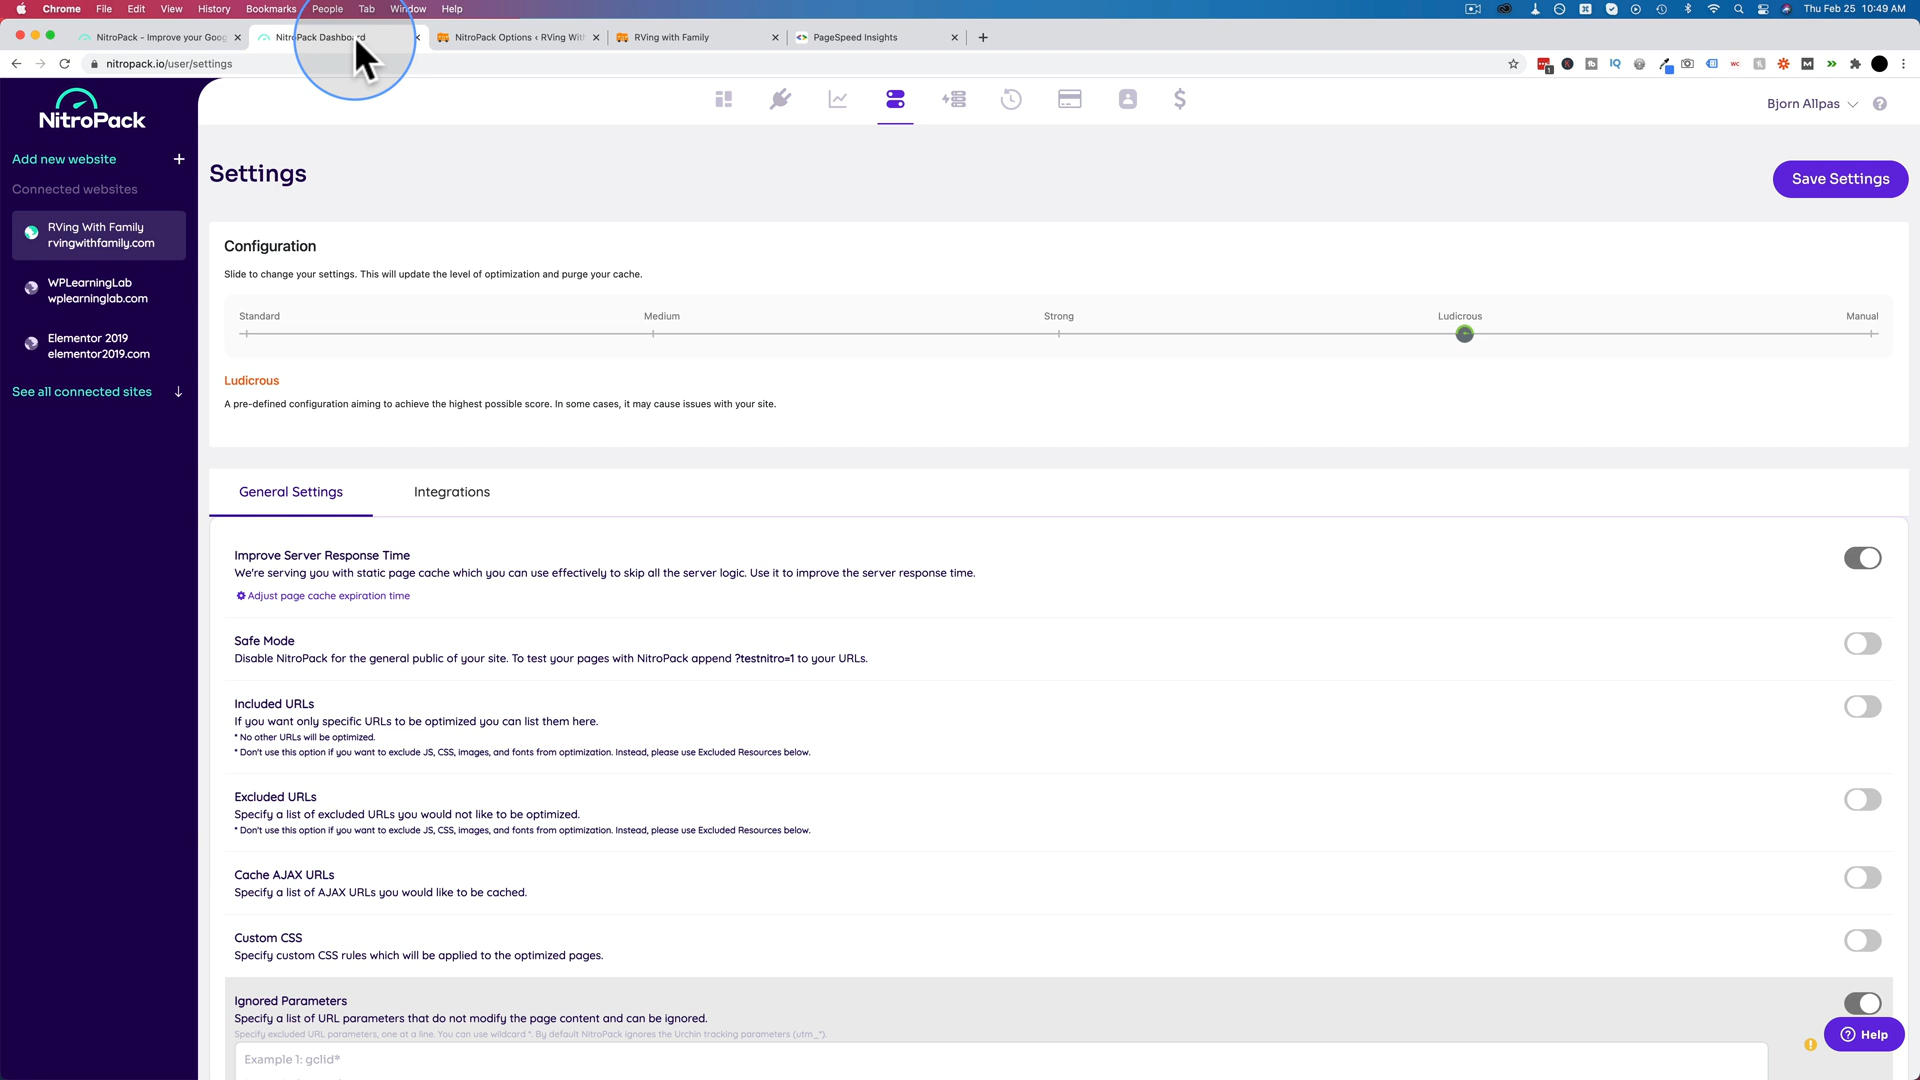 Chrome File Edit View History Bookmarks People Tab Window Help
Thu Feb 25 10:49 AM
NitroPack - Improve your Goog
NitroPack Dashboard
NitroPack Options ‹ RVing With
RVing with Family
PageSpeed Insights
nitropack.io/user/settings
NitroPack
Bjorn Allpas
Add new website +
Connected websites
RVing With Family
rvingwithfamily.com
WPLearningLab
wplearninglab.com
Elementor 2019
elementor2019.com
See all connected sites
Settings
Save Settings
Configuration
Slide to change your settings. This will update the level of optimization and purge your cache.
Standard Medium Strong Ludicrous Manual
Ludicrous
A pre-defined configuration aiming to achieve the highest possible score. In some cases, it may cause issues with your site.
General Settings Integrations
Improve Server Response Time
We're serving you with static page cache which you can use effectively to skip all the server logic. Use it to improve the server response time.
Adjust page cache expiration time
Safe Mode
Disable NitroPack for the general public of your site. To test your pages with NitroPack append ?testnitro=1 to your URLs.
Included URLs
If you want only specific URLs to be optimized you can list them here.
* No other URLs will be optimized.
* Don't use this option if you want to exclude JS, CSS, images, and fonts from optimization. Instead, please use Excluded Resources below.
Excluded URLs
Specify a list of excluded URLs you would not like to be optimized.
* Don't use this option if you want to exclude JS, CSS, images, and fonts from optimization. Instead, please use Excluded Resources below.
Cache AJAX URLs
Specify a list of AJAX URLs you would like to be cached.
Custom CSS
Specify custom CSS rules which will be applied to the optimized pages.
Ignored Parameters
Specify a list of URL parameters that do not modify the page content and can be ignored.
Specify excluded URL parameters, one at a line. You can use wildcard *. By default NitroPack ignores the Urchin tracking parameters (utm_*).
Example 1: gclid*
Help